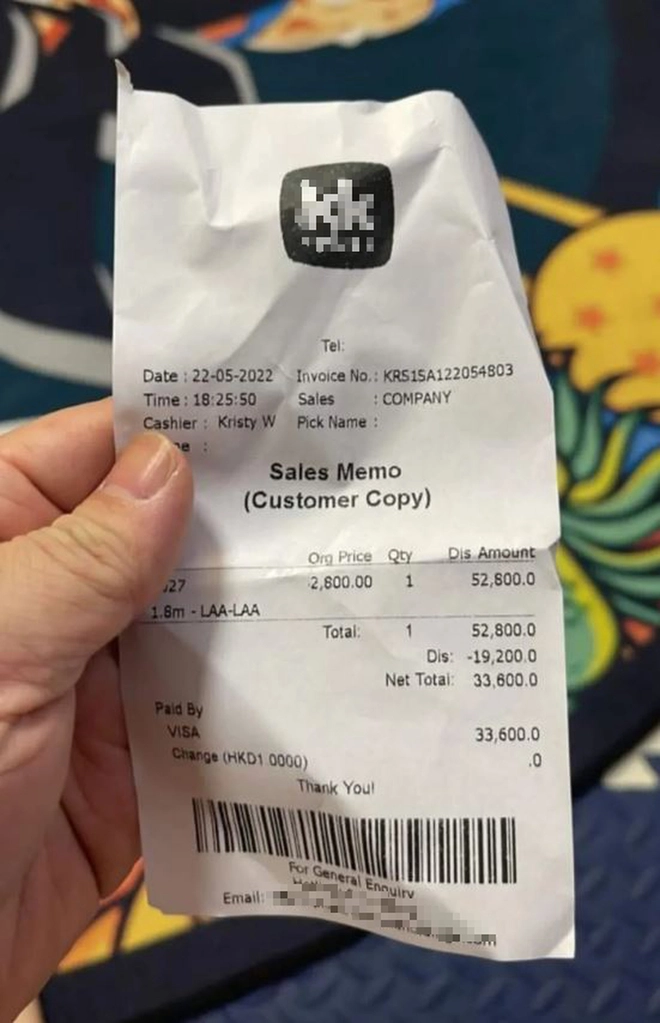 Tel:
Date : 22-05-2022 Invoice No.: KRS1SA122054803
Time : 18:25:50 Sales : COMPANY
Cashier : Kristy W Pick Name :
Sales Memo
(Customer Copy)
Org Price Qty Dis Amount
27 2,800.00 1 52,800.0
1.8m - LAA-LAA
Total: 1 52,800.0
Dis: -19,200.0
Net Total: 33,600.0
Paid By
VISA 33,600.0
Change (HKD1.0000) .0
Thank You!
For General Enquiry
Email: